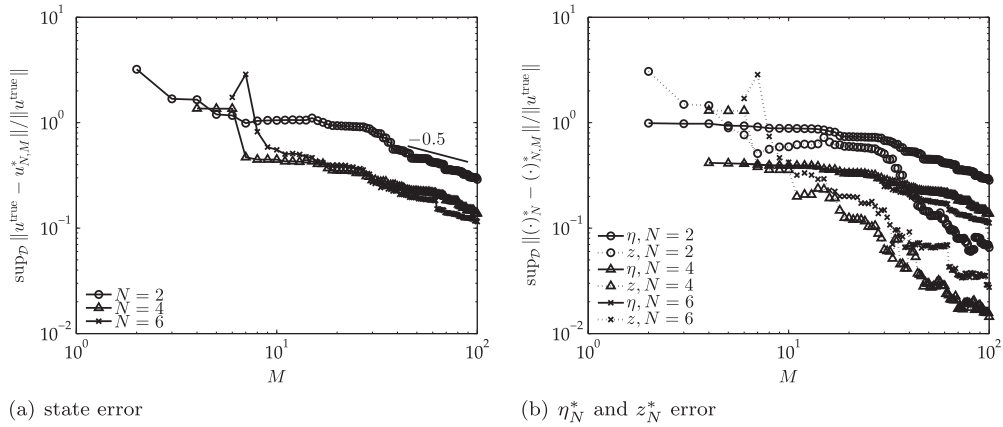 10^1
10^0
10^{-1}
10^{-2}
sup_𝒟 ||u^true − u^*_{N,M}||/||u^true||
−0.5
N = 2
N = 4
N = 6
10^0
10^1
10^2
M
(a) state error
10^1
10^0
10^{-1}
10^{-2}
sup_𝒟 ||(·)^*_N − (·)^*_{N,M}||/||u^true||
η, N = 2
z, N = 2
η, N = 4
z, N = 4
η, N = 6
z, N = 6
10^0
10^1
10^2
M
(b) η^*_N and z^*_N error